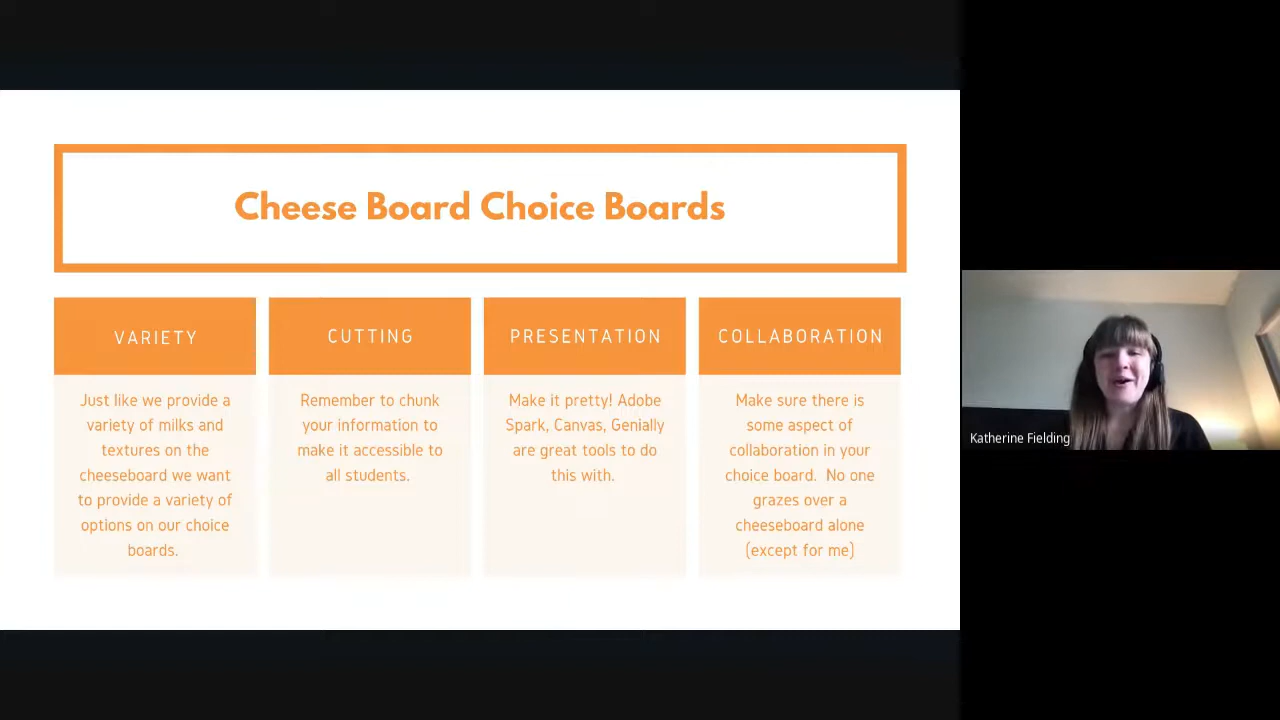 Cheese Board Choice Boards
VARIETY
Just like we provide a
variety of milks and
textures on the
cheeseboard we want
to provide a variety of
options on our choice
boards.
CUTTING
Remember to chunk
your information to
make it accessible to
all students.
PRESENTATION
Make it pretty! Adobe
Spark, Canvas, Genially
are great tools to do
this with.
COLLABORATION
Make sure there is
some aspect of
collaboration in your
choice board.  No one
grazes over a
cheeseboard alone
(except for me)
Katherine Fielding